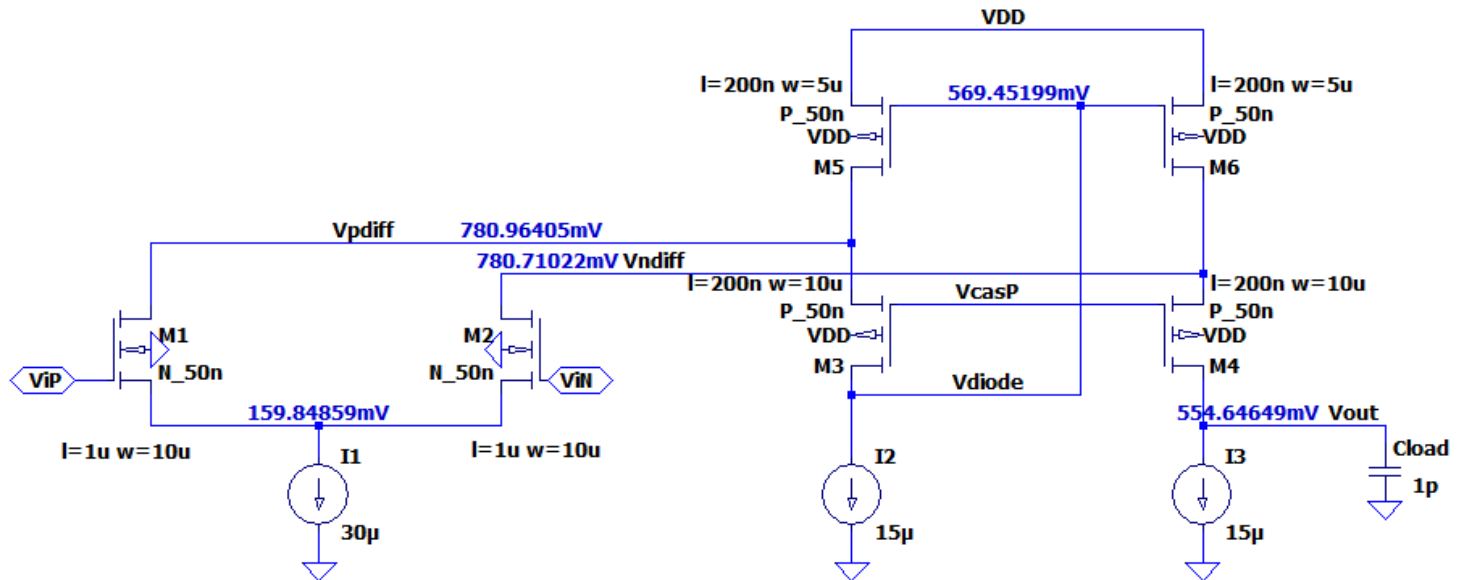 VDD
l=200n w=5u
569.45199mV
l=200n w=5u
P_50n
P_50n
VDD
VDD
M5
M6
Vpdiff
780.96405mV
780.71022mV
Vndiff
l=200n w=10u
l=200n w=10u
P_50n
VcasP
P_50n
M1
M2
VDD
VDD
ViP
N_50n
N_50n
ViN
M3
M4
Vdiode
159.84859mV
554.64649mV
Vout
l=1u w=10u
l=1u w=10u
I1
I2
I3
Cload
1p
30µ
15µ
15µ